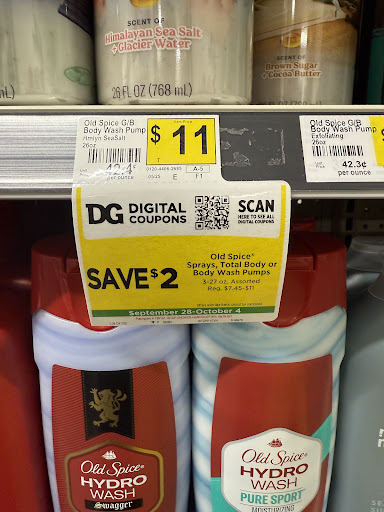 SCENT OF
Himalayan Sea Salt
+Glacier Water
26 FL OZ (768 mL)
SCENT OF
Brown Sugar
+Cocoa Butter
Old Spice G/B
Body Wash Pump
Hmlyn SeaSalt
26oz
42.4¢
per ounce
$11
A-5
E F1
Old Spice G/B
Body Wash Pump
Exfoliating
26oz
42.3¢
per ounce
DG DIGITAL
COUPONS
SCAN
HERE TO SEE ALL
DIGITAL COUPONS
SAVE $2
Old Spice®
Sprays, Total Body or
Body Wash Pumps
3-27 oz. Assorted
Reg. $7.45-$11
September 28-October 4
Old Spice®
HYDRO
WASH
Swagger
Old Spice®
HYDRO
WASH
PURE SPORT
MOISTURIZING